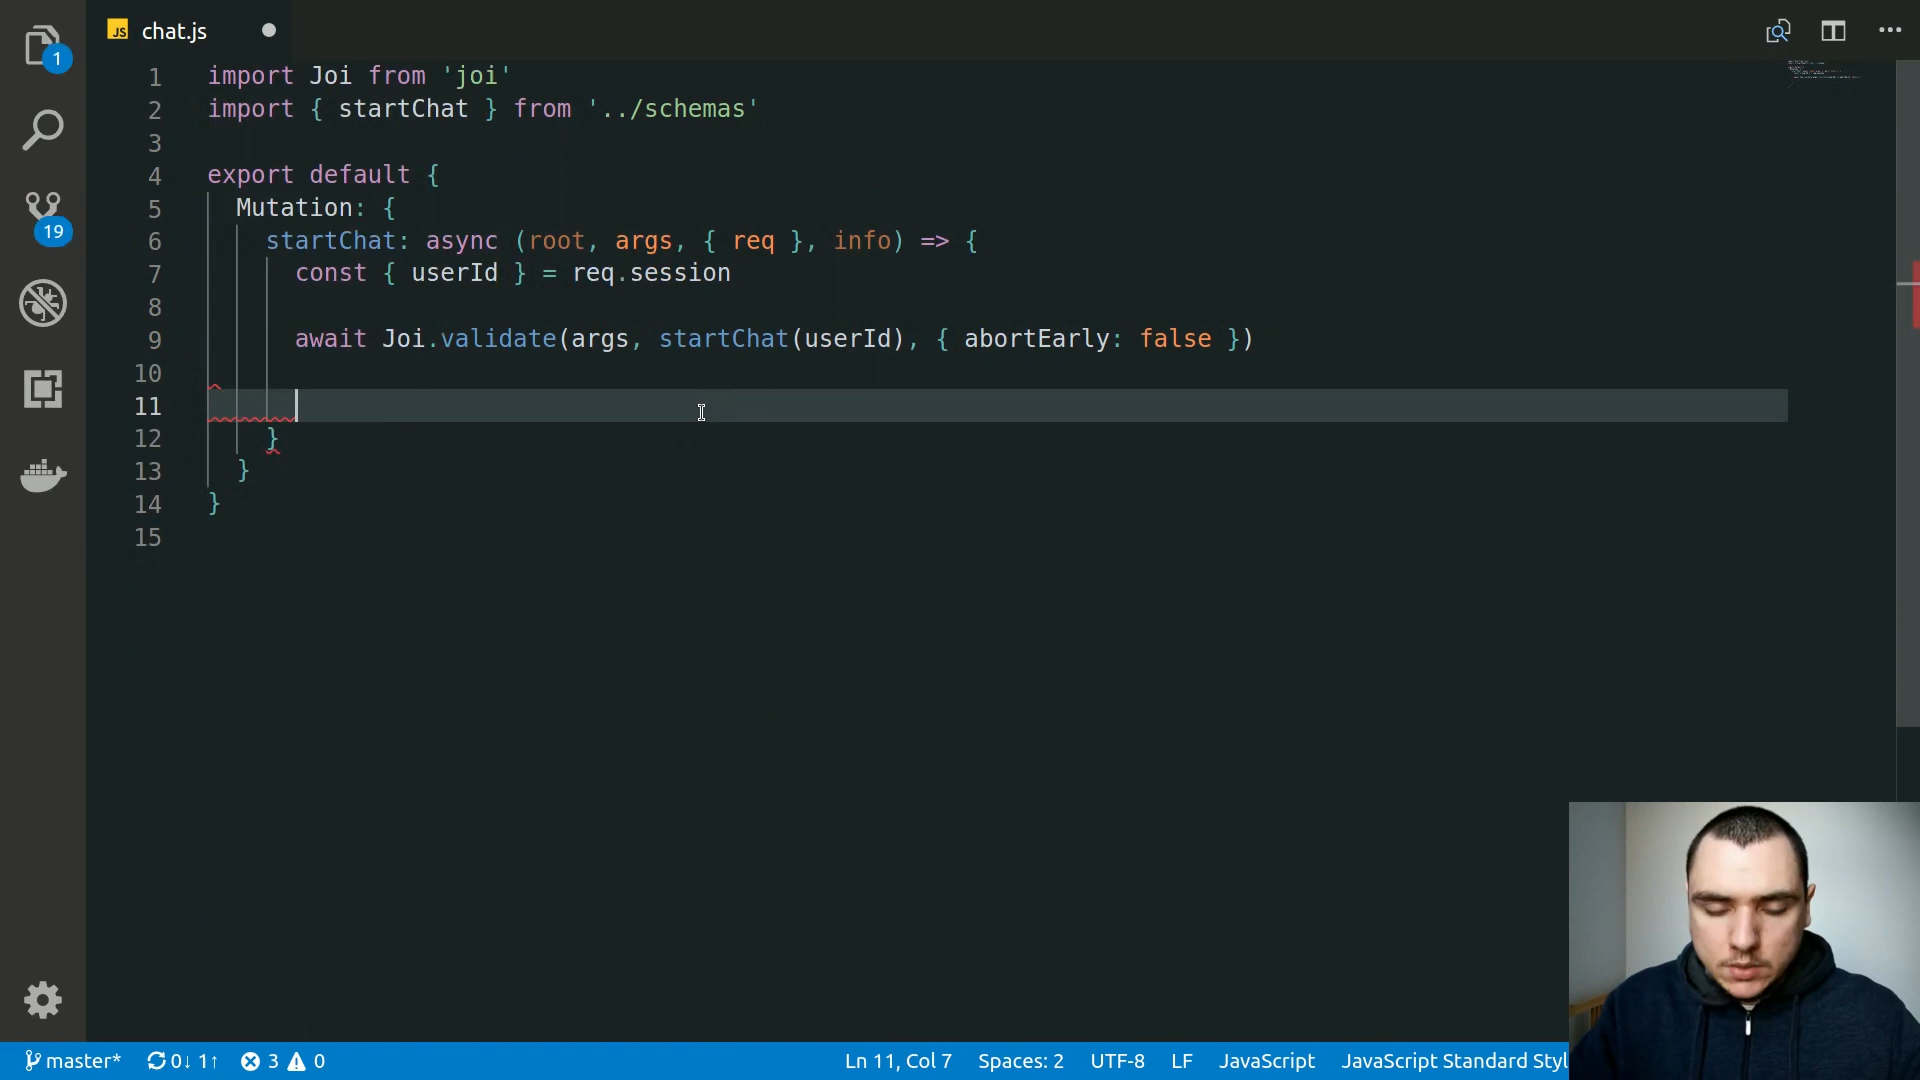 JS chat.js
1
19
1 import Joi from 'joi'
2 import { startChat } from '../schemas'
3
4 export default {
5 Mutation: {
6 startChat: async (root, args, { req }, info) => {
7 const { userId } = req.session
8
9 await Joi.validate(args, startChat(userId), { abortEarly: false })
10
11
12 }
13 }
14 }
15
master* 0↓ 1↑ 3 0 Ln 11, Col 7 Spaces: 2 UTF-8 LF JavaScript JavaScript Standard Styl